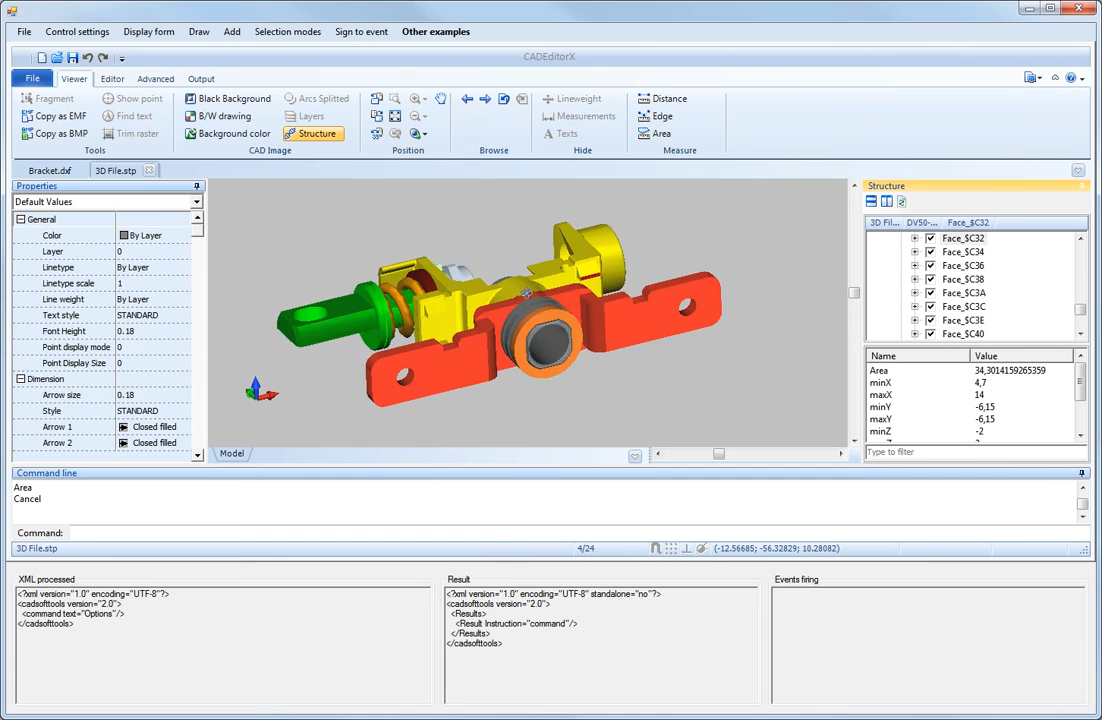 File Control settings Display form Draw Add Selection modes Sign to event Other examples
CADEditorX
File Viewer Editor Advanced Output
Fragment Show point Black Background Arcs Splitted Lineweight Distance
Copy as EMF Find text B/W drawing Layers Measurements Edge
Copy as BMP Trim raster Background color Structure Texts Area
Tools CAD Image Position Browse Hide Measure
Bracket.dxf 3D File.stp
Properties
Default Values
General
Color By Layer
Layer 0
Linetype By Layer
Linetype scale 1
Line weight By Layer
Text style STANDARD
Font Height 0.18
Point display mode 0
Point Display Size 0
Dimension
Arrow size 0.18
Style STANDARD
Arrow 1 Closed filled
Arrow 2 Closed filled
Model
Structure
3D Fil... DV50-... Face_$C32
Face_$C32
Face_$C34
Face_$C36
Face_$C38
Face_$C3A
Face_$C3C
Face_$C3E
Face_$C40
Name Value
Area 34,3014159265359
minX 4,7
maxX 14
minY -6,15
maxY -6,15
minZ -2
Type to filter
Command line
Area
Cancel
Command:
3D File.stp 4/24 (-12.56685; -56.32829; 10.28082)
XML processed
<?xml version="1.0" encoding="UTF-8"?>
<cadsofttools version="2.0">
<command text="Options"/>
</cadsofttools>
Result
<?xml version="1.0" encoding="UTF-8" standalone="no"?>
<cadsofttools version="2.0">
<Results>
<Result Instruction="command"/>
</Results>
</cadsofttools>
Events firing